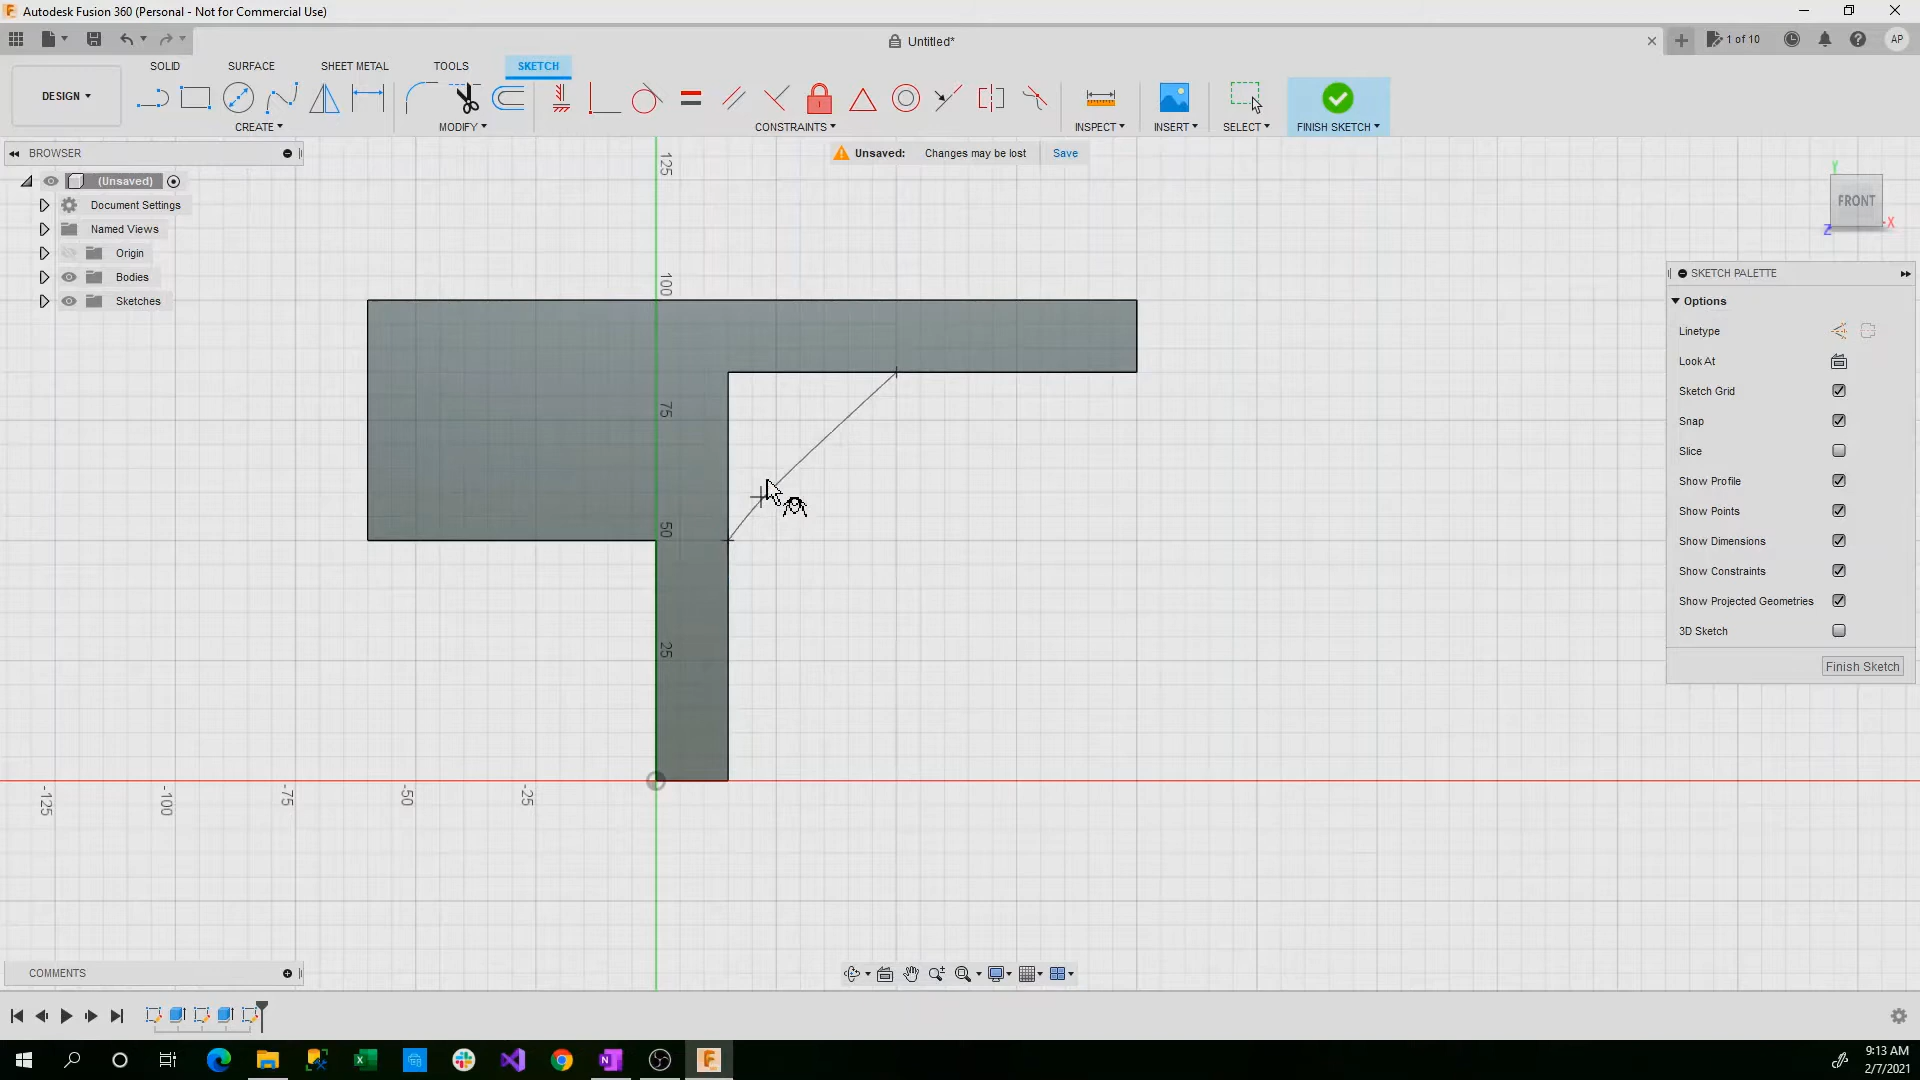 Autodesk Fusion 360 (Personal - Not for Commercial Use)
Untitled*
1 of 10
AP
SOLID SURFACE SHEET METAL TOOLS SKETCH
DESIGN
CREATE MODIFY CONSTRAINTS INSPECT INSERT SELECT FINISH SKETCH
BROWSER
Unsaved: Changes may be lost Save
(Unsaved)
Document Settings
Named Views
Origin
Bodies
Sketches
125
100
75
50
25
-125
-100
-75
-50
-25
Y
FRONT
X
Z
SKETCH PALETTE
Options
Linetype
Look At
Sketch Grid
Snap
Slice
Show Profile
Show Points
Show Dimensions
Show Constraints
Show Projected Geometries
3D Sketch
Finish Sketch
COMMENTS
9:13 AM
2/7/2021